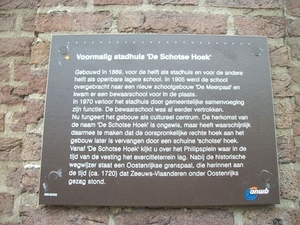 Voormalig stadhuis 'De Schotse Hoek'
Gebouwd in 1889, voor de helft als stadhuis en voor de andere
helft als openbare lagere school. In 1905 werd de school
overgebracht naar een nieuw schoolgebouw 'De Meerpaal' en
kwam er een bewaarschool voor in de plaats.
In 1970 verloor het stadhuis door gemeentelijke samenvoeging
zijn functie. De bewaarschool was al eerder vertrokken.
Nu fungeert het gebouw als cultureel centrum. De herkomst van
de naam 'De Schotse Hoek' is ongewis, maar heeft waarschijnlijk
daarmee te maken dat de oorspronkelijke rechte hoek aan het
gebouw later is vervangen door een schuine 'schotse' hoek.
Vanaf 'De Schotse Hoek' kijkt u over het Philipsplein waar in de
tijd van de vesting het exercitieterrein lag. Nabij de historische
wegwijzer staat een Oostenrijkse grenspaal, die herinnert aan
de tijd (ca. 1720) dat Zeeuws-Vlaanderen onder Oostenrijks
gezag stond.
anwb